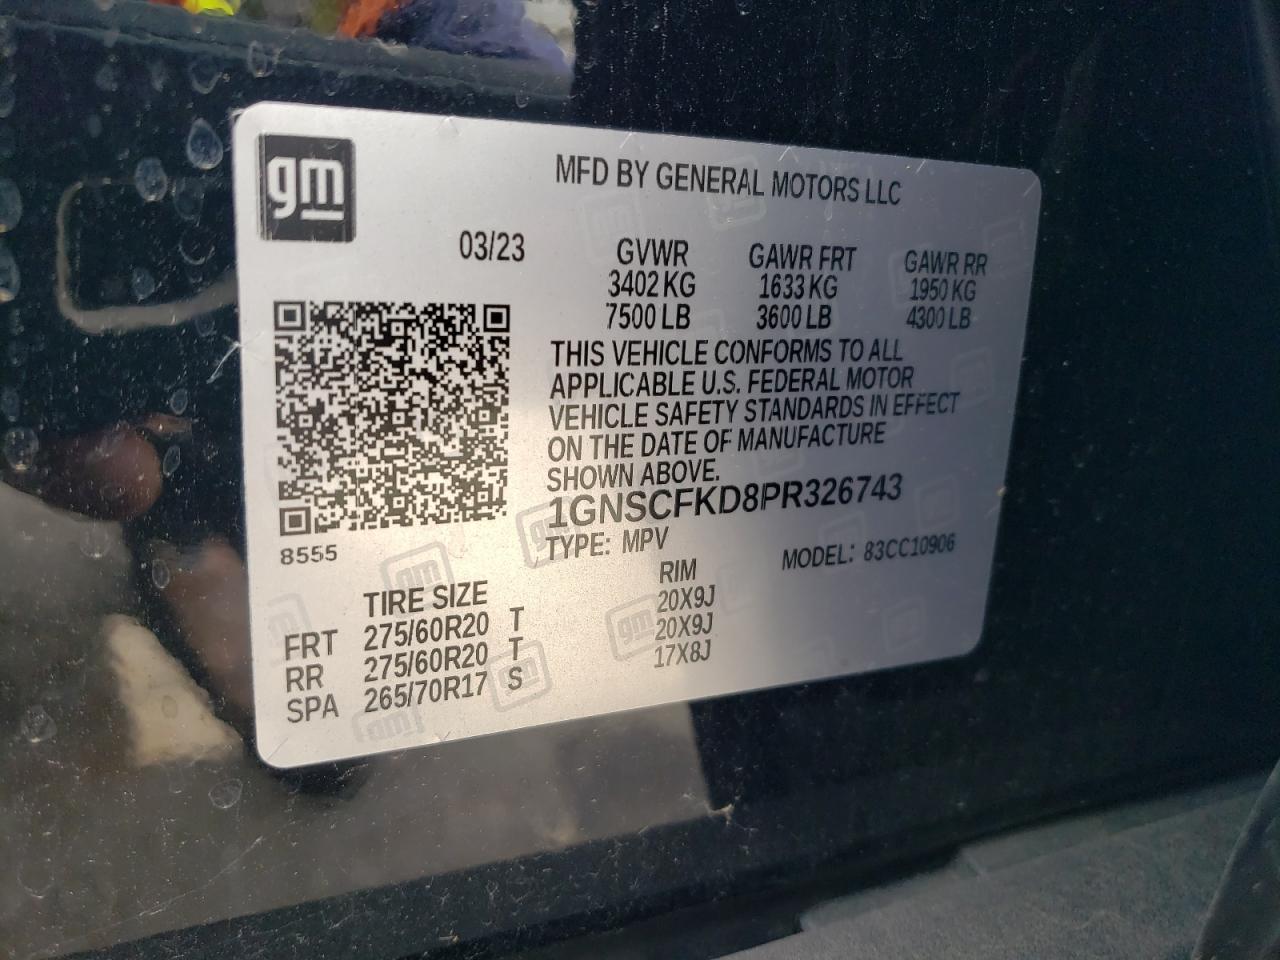 gm
MFD BY GENERAL MOTORS LLC
03/23
GVWR GAWR FRT GAWR RR
3402 KG 1633 KG 1950 KG
7500 LB 3600 LB 4300 LB
THIS VEHICLE CONFORMS TO ALL
APPLICABLE U.S. FEDERAL MOTOR
VEHICLE SAFETY STANDARDS IN EFFECT
ON THE DATE OF MANUFACTURE
SHOWN ABOVE.
1GNSCFKD8PR326743
8555
TYPE: MPV MODEL: 83CC10906
TIRE SIZE RIM
FRT 275/60R20 T 20X9J
RR 275/60R20 T 20X9J
SPA 265/70R17 S 17X8J